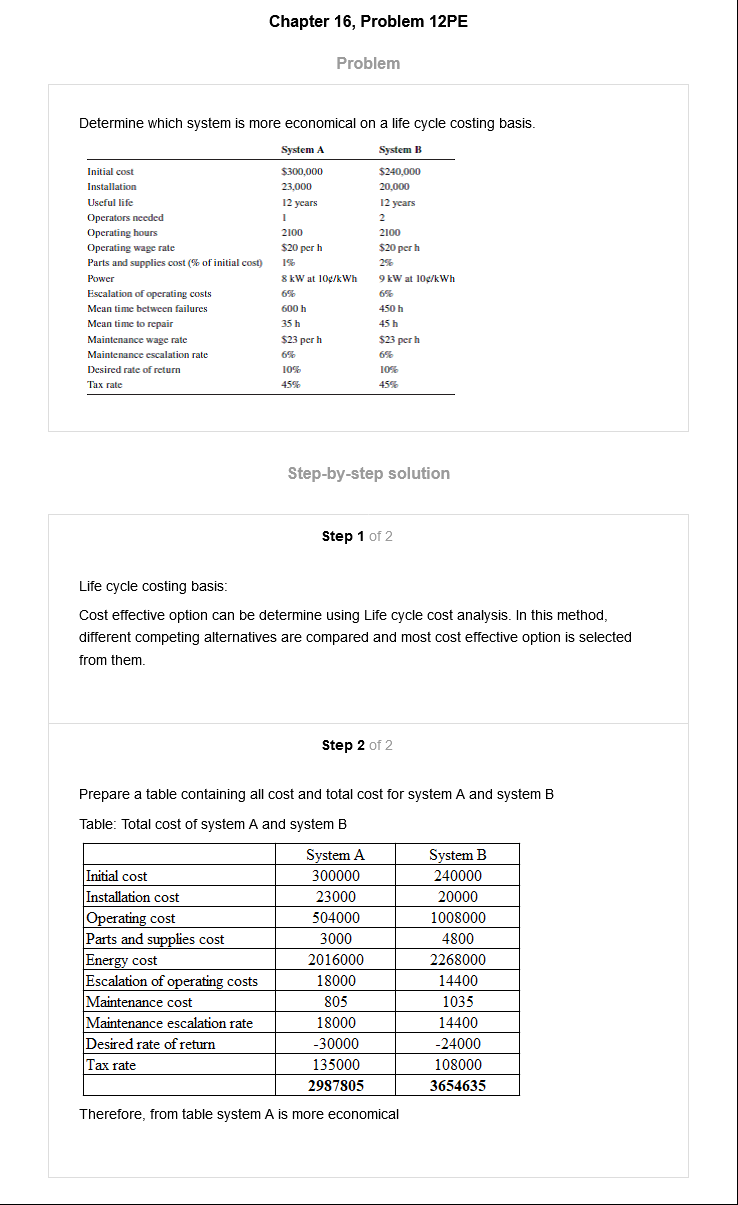 Chapter 16, Problem 12PE
Problem
Determine which system is more economical on a life cycle costing basis.
System A System B
Initial cost $300,000 $240,000
Installation 23,000 20,000
Useful life 12 years 12 years
Operators needed 1 2
Operating hours 2100 2100
Operating wage rate $20 per h $20 per h
Parts and supplies cost (% of initial cost) 1% 2%
Power 8 kW at 10¢/kWh 9 kW at 10¢/kWh
Escalation of operating costs 6% 6%
Mean time between failures 600 h 450 h
Mean time to repair 35 h 45 h
Maintenance wage rate $23 per h $23 per h
Maintenance escalation rate 6% 6%
Desired rate of return 10% 10%
Tax rate 45% 45%
Step-by-step solution
Step 1 of 2
Life cycle costing basis:
Cost effective option can be determine using Life cycle cost analysis. In this method,
different competing alternatives are compared and most cost effective option is selected
from them.
Step 2 of 2
Prepare a table containing all cost and total cost for system A and system B
Table: Total cost of system A and system B
System A System B
Initial cost 300000 240000
Installation cost 23000 20000
Operating cost 504000 1008000
Parts and supplies cost 3000 4800
Energy cost 2016000 2268000
Escalation of operating costs 18000 14400
Maintenance cost 805 1035
Maintenance escalation rate 18000 14400
Desired rate of return -30000 -24000
Tax rate 135000 108000
2987805 3654635
Therefore, from table system A is more economical